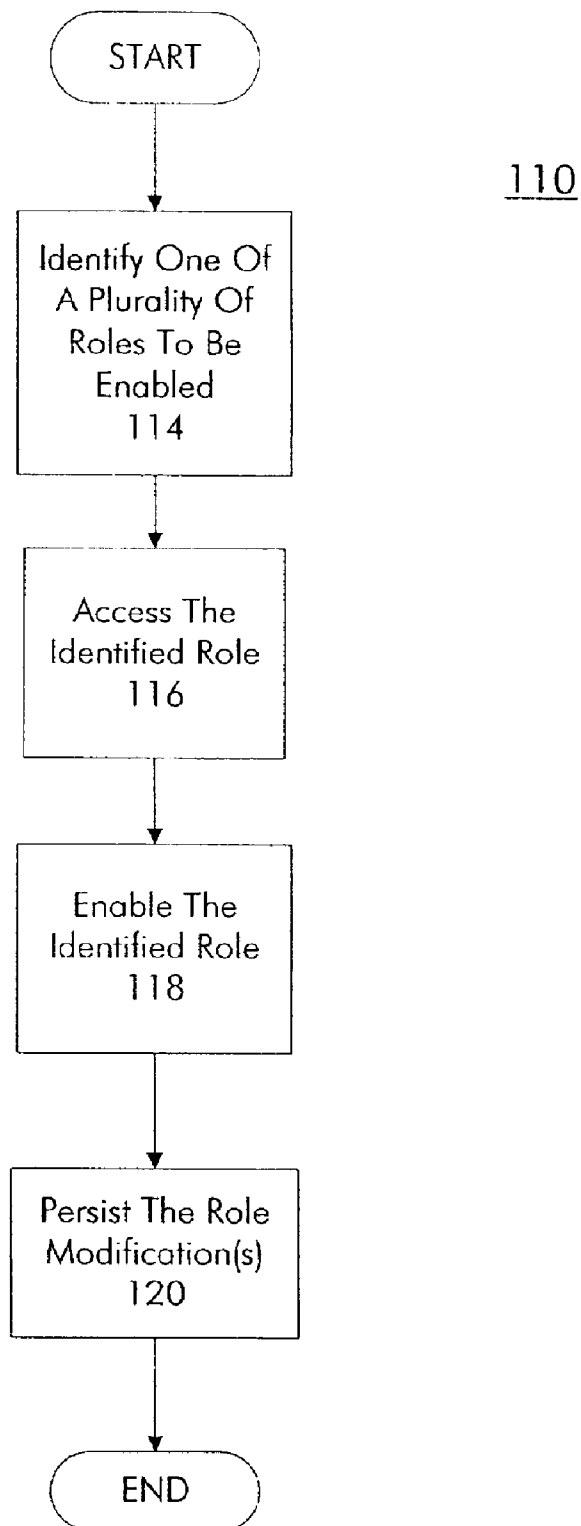 START
110
Identify One Of
A Plurality Of
Roles To Be
Enabled
114
Access The
Identified Role
116
Enable The
Identified Role
118
Persist The Role
Modification(s)
120
END